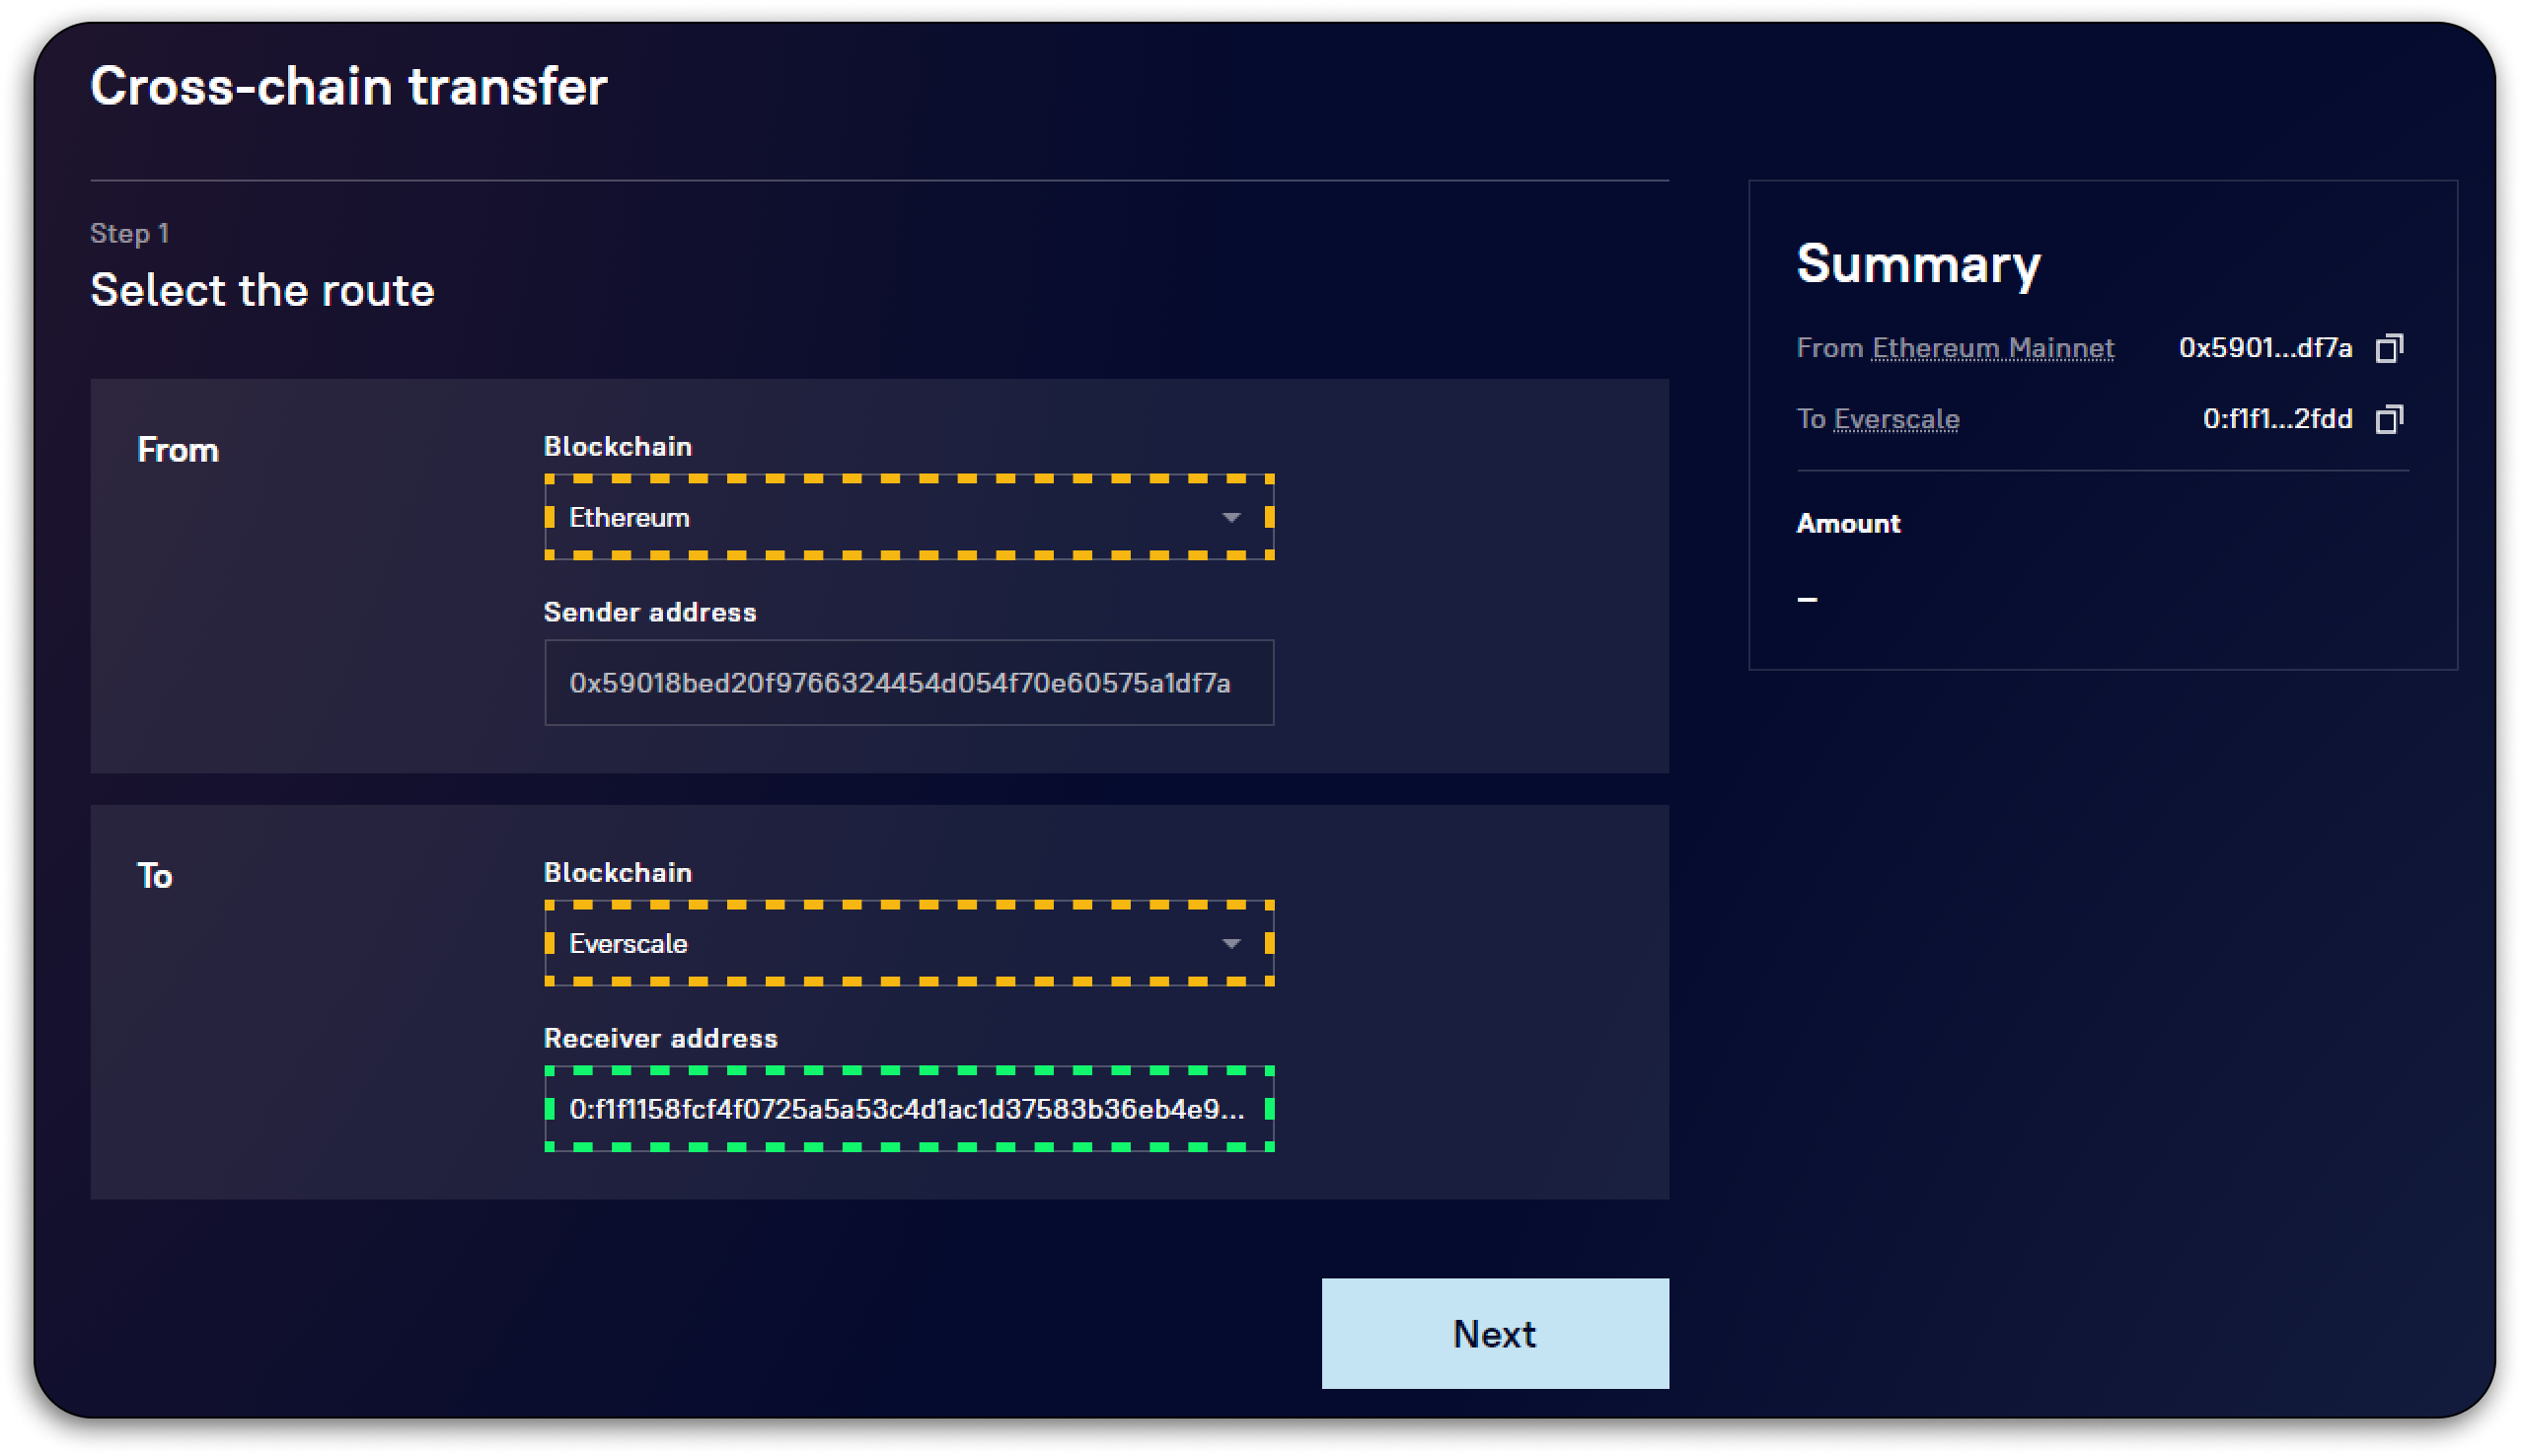 Cross-chain transfer
Step 1
Select the route
From
Blockchain
Ethereum
Sender address
0x59018bed20f9766324454d054f70e60575a1df7a
To
Blockchain
Everscale
Receiver address
0:f1f1158fcf4f0725a5a53c4d1ac1d37583b36eb4e9...
Next
Summary
From Ethereum Mainnet 0x5901...df7a
To Everscale 0:f1f1...2fdd
Amount
–